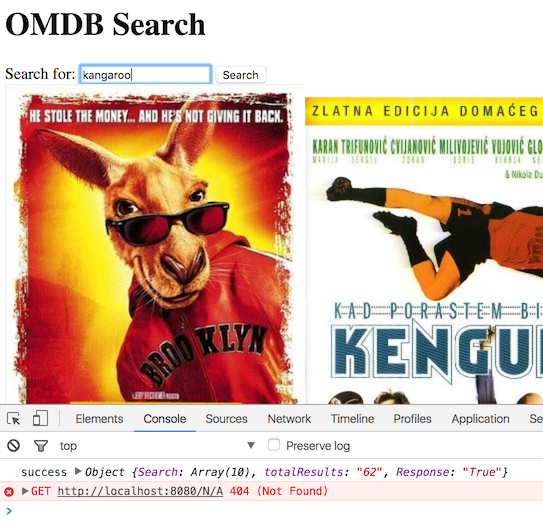 OMDB Search
Search for: kangaroo Search
HE STOLE THE MONEY... AND HE'S NOT GIVING IT BACK.
BROOKLYN
ZLATNA EDICIJA DOMAĆEG
KARAN TRIFUNOVIĆ CVIJANOVIĆ MILIVOJEVIĆ VUJOVIĆ GLO
MARIJA SERGEJ ZORAN BORIS NIKOLA
& Nikola Đu
1
KAD PORASTEM BI
KENGU
Elements Console Sources Network Timeline Profiles Application Se
top Preserve log
success Object {Search: Array(10), totalResults: "62", Response: "True"}
GET http://localhost:8080/N/A 404 (Not Found)